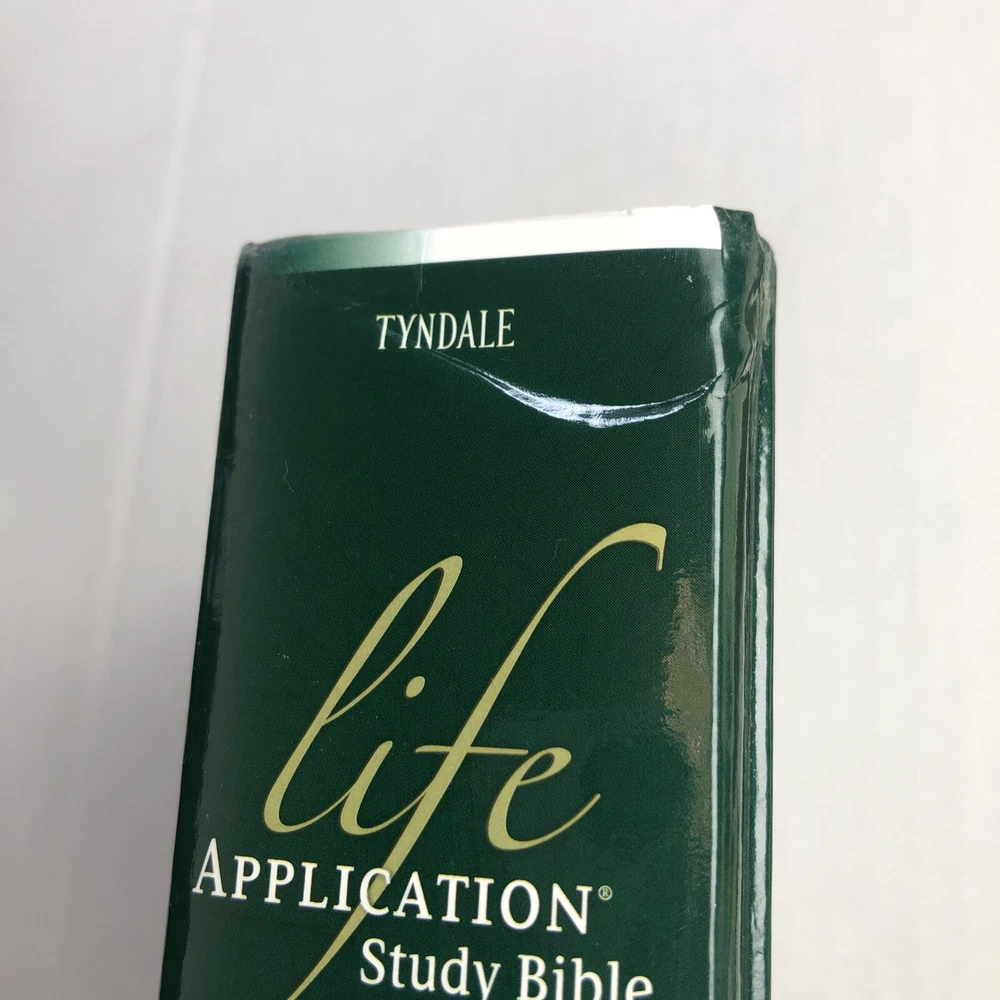 TYNDALE
life
APPLICATION®
Study Bible